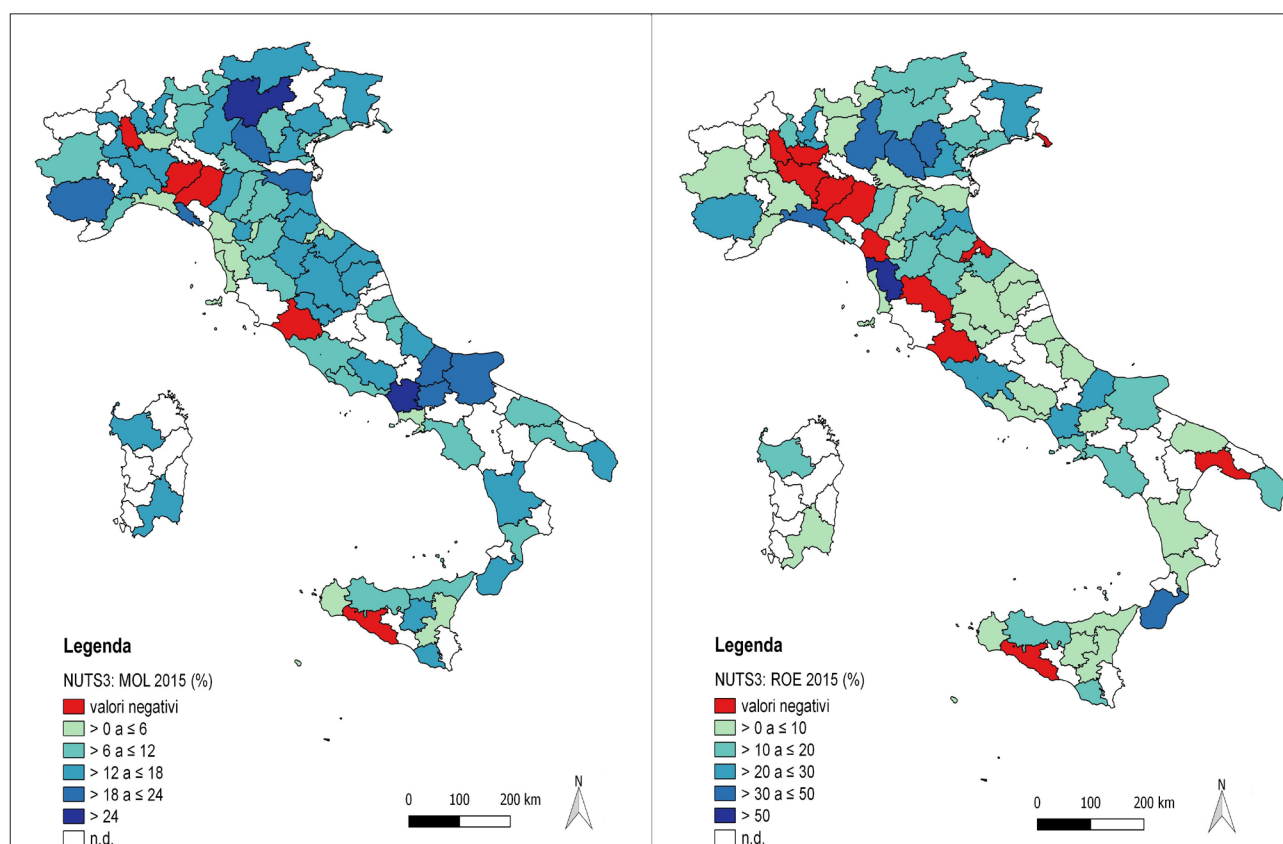 Legenda
NUTS3: MOL 2015 (%)
valori negativi
> 0 a ≤ 6
> 6 a ≤ 12
> 12 a ≤ 18
> 18 a ≤ 24
> 24
n.d.
0 100 200 km
N
Legenda
NUTS3: ROE 2015 (%)
valori negativi
> 0 a ≤ 10
> 10 a ≤ 20
> 20 a ≤ 30
> 30 a ≤ 50
> 50
n.d.
0 100 200 km
N